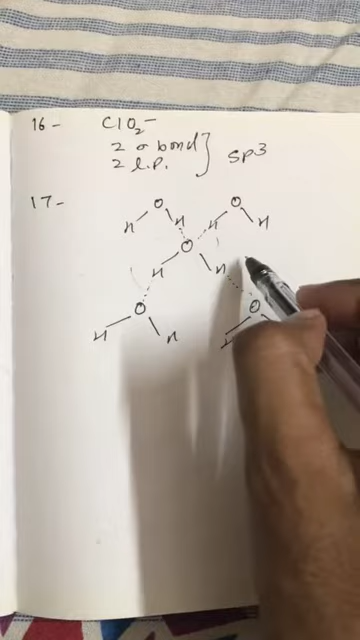 16 - ClO₂⁻
2 σ bond
2 l.p. } sp³
17 -
O O
H H H H
O
H H
O O
H H H